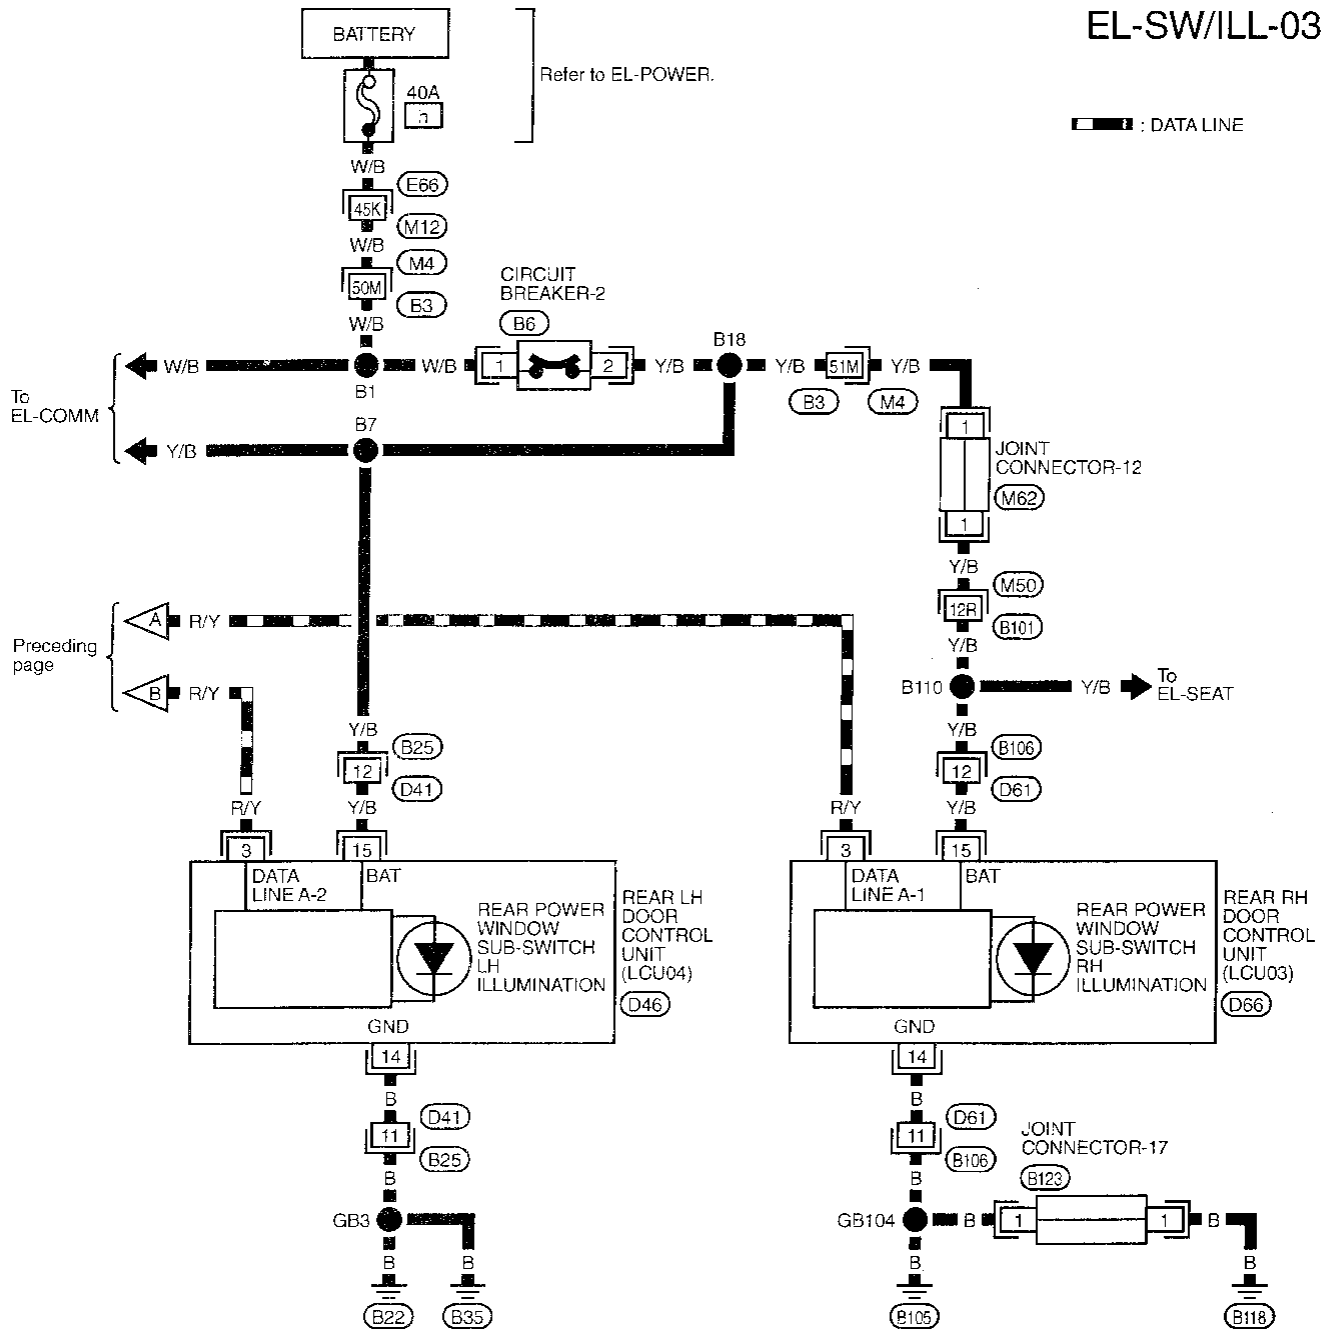 EL-SW/ILL-03
BATTERY
Refer to EL-POWER.
40A
h
: DATA LINE
W/B
E66
45K
M12
W/B
M4
50M
B3
W/B
CIRCUIT
BREAKER-2
B6
B18
To
EL-COMM
W/B
B1
W/B
1
2
Y/B
Y/B
51M
Y/B
B3
M4
B7
Y/B
1
JOINT
CONNECTOR-12
M62
1
Y/B
M50
12R
B101
Y/B
Preceding
page
A
R/Y
B
R/Y
B110
Y/B
To
EL-SEAT
Y/B
B25
12
D41
Y/B
B106
12
D61
R/Y
Y/B
R/Y
Y/B
3
15
3
15
DATA
LINE A-2
BAT
REAR POWER
WINDOW
SUB-SWITCH
LH
ILLUMINATION
REAR LH
DOOR
CONTROL
UNIT
(LCU04)
D46
DATA
LINE A-1
BAT
REAR POWER
WINDOW
SUB-SWITCH
RH
ILLUMINATION
REAR RH
DOOR
CONTROL
UNIT
(LCU03)
D66
GND
GND
14
14
B
B
D41
11
B25
D61
11
B106
JOINT
CONNECTOR-17
B123
B
B
GB3
GB104
B
1
1
B
B
B
B
B
B22
B35
B105
B118